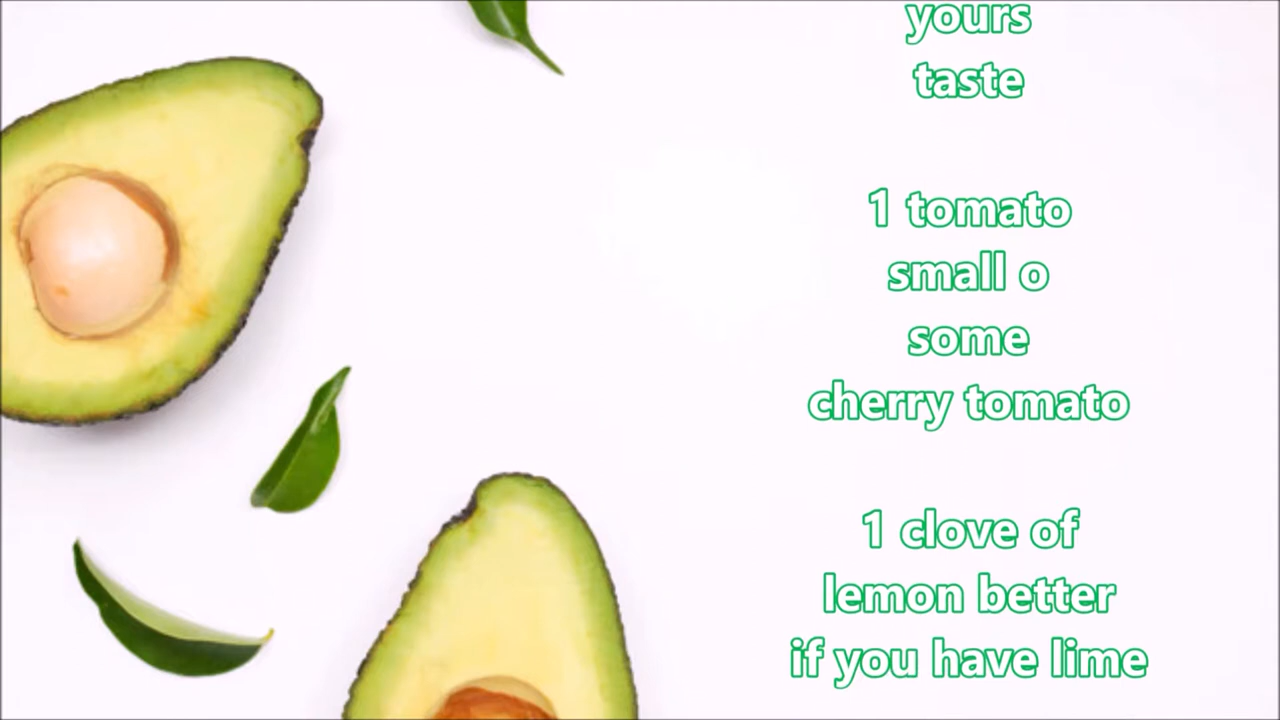 yours
taste
1 tomato
small o
some
cherry tomato
1 clove of
lemon better
if you have lime